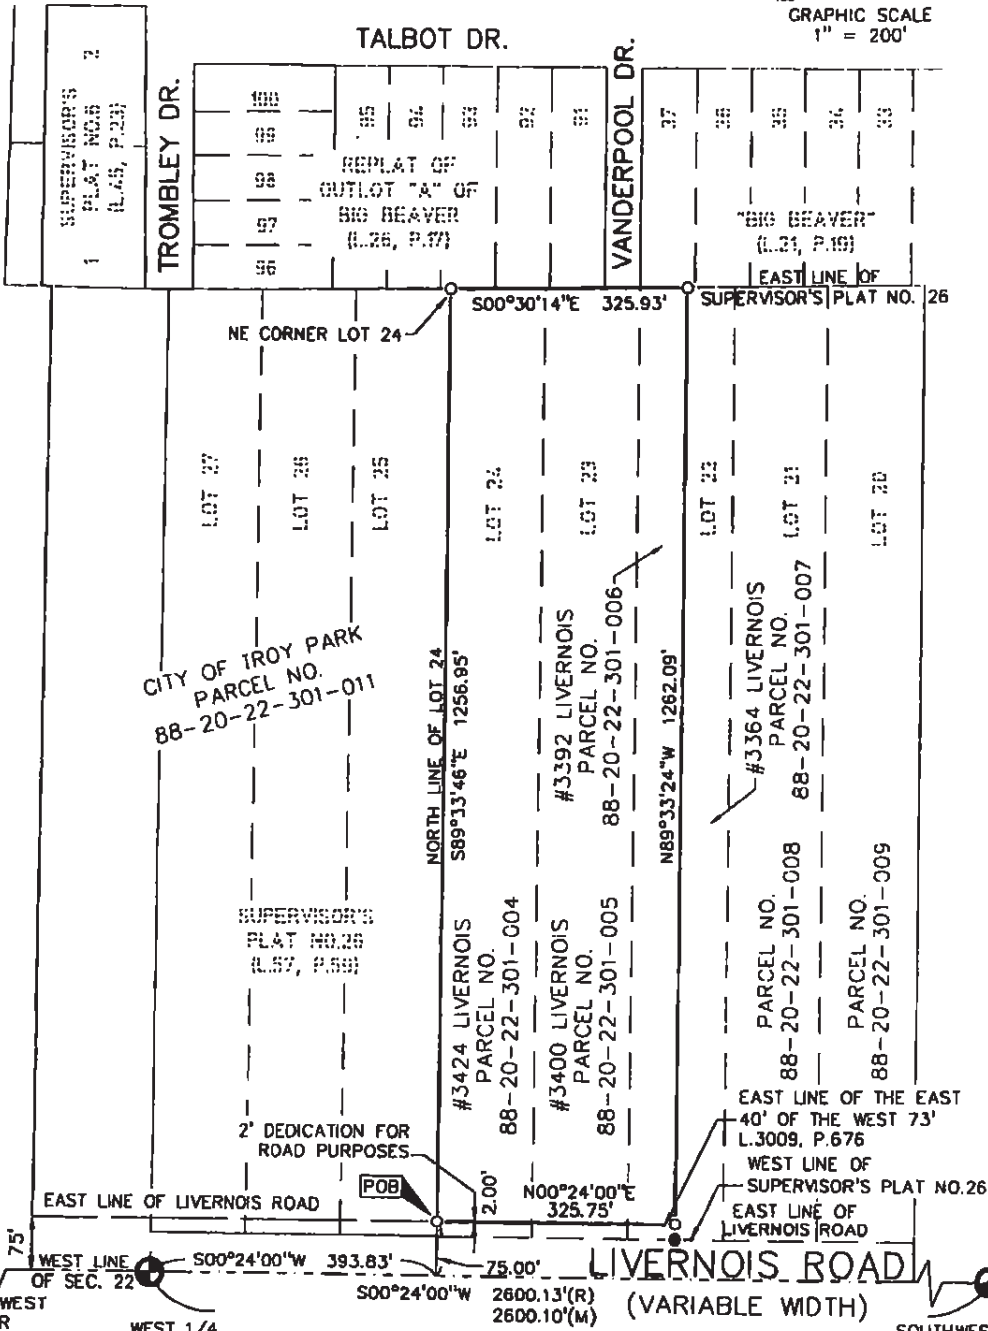 GRAPHIC SCALE
1" = 200'
TALBOT DR.
SUPERVISOR'S
PLAT NO.6
(L.45, P.23)
1
2
TROMBLEY DR.
100
99
98
97
96
95
94
93
92
91
REPLAT OF
OUTLOT "A" OF
BIG BEAVER
(L.26, P.17)
VANDERPOOL DR.
37
36
35
34
33
"BIG BEAVER"
(L.21, P.19)
EAST LINE OF
SUPERVISOR'S PLAT NO. 26
S00°30'14"E 325.93'
NE CORNER LOT 24
LOT 27
LOT 26
LOT 25
LOT 24
LOT 23
LOT 22
LOT 21
LOT 20
CITY OF TROY PARK
PARCEL NO.
88-20-22-301-011
NORTH LINE OF LOT 24
S89°33'46"E 1256.95'
#3392 LIVERNOIS
PARCEL NO.
88-20-22-301-006
N89°33'24"W 1262.09'
#3364 LIVERNOIS
PARCEL NO.
88-20-22-301-007
SUPERVISOR'S
PLAT NO.26
(L.57, P.59)
#3424 LIVERNOIS
PARCEL NO.
88-20-22-301-004
#3400 LIVERNOIS
PARCEL NO.
88-20-22-301-005
PARCEL NO.
88-20-22-301-008
PARCEL NO.
88-20-22-301-009
EAST LINE OF THE EAST
40' OF THE WEST 73'
L.3009, P.676
2' DEDICATION FOR
ROAD PURPOSES
WEST LINE OF
SUPERVISOR'S PLAT NO.26
POB
2.00'
N00°24'00"E
325.75'
EAST LINE OF LIVERNOIS ROAD
EAST LINE OF
LIVERNOIS ROAD
75'
WEST LINE
OF SEC. 22
S00°24'00"W 393.83'
75.00'
LIVERNOIS ROAD
(VARIABLE WIDTH)
S00°24'00"W 2600.13'(R)
2600.10'(M)
WEST
R
WEST 1/4
SOUTHWES